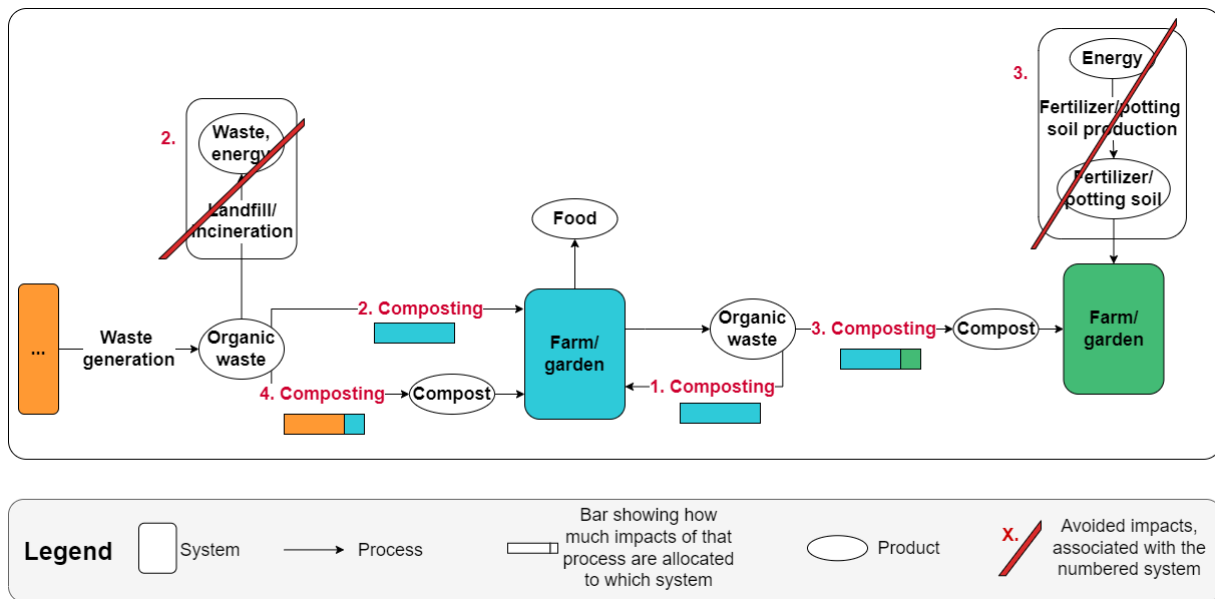 2.
Waste,
energy
Landfill/
incineration
3.
Energy
Fertilizer/potting
soil production
Fertilizer/
potting soil
Food
...
Waste
generation
Organic
waste
2. Composting
4. Composting
Compost
Farm/
garden
Organic
waste
1. Composting
3. Composting
Compost
Farm/
garden
Legend
System
Process
Bar showing how
much impacts of that
process are allocated
to which system
Product
X.
Avoided impacts,
associated with the
numbered system